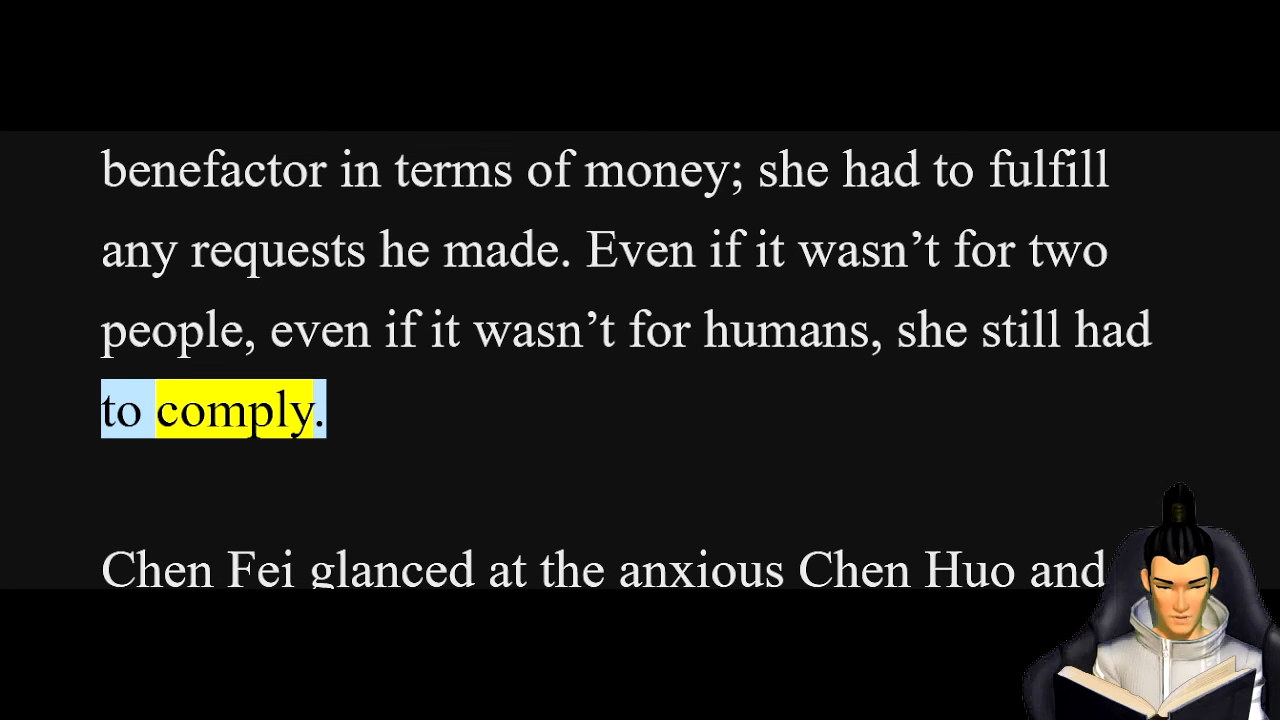 benefactor in terms of money; she had to fulfill
any requests he made. Even if it wasn’t for two
people, even if it wasn’t for humans, she still had
to comply.
Chen Fei glanced at the anxious Chen Huo and